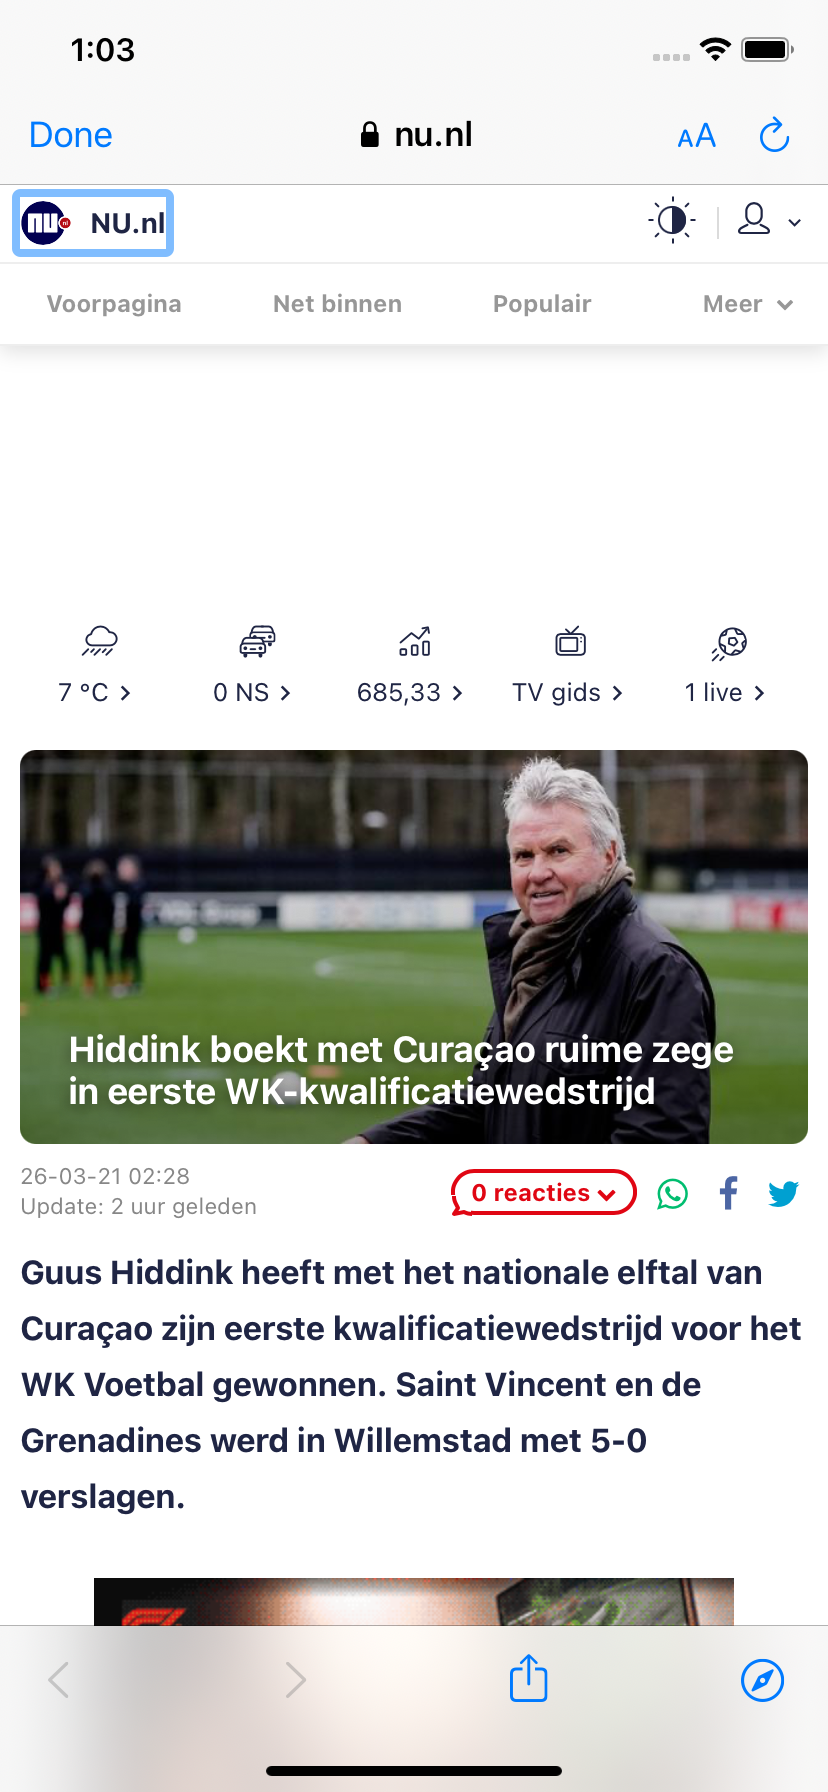 1:03
Done
nu.nl
AA
nu nl NU.nl
Voorpagina
Net binnen
Populair
Meer
7 °C
0 NS
685,33
TV gids
1 live
Hiddink boekt met Curaçao ruime zege
in eerste WK-kwalificatiewedstrijd
26-03-21 02:28
Update: 2 uur geleden
0 reacties
Guus Hiddink heeft met het nationale elftal van
Curaçao zijn eerste kwalificatiewedstrijd voor het
WK Voetbal gewonnen. Saint Vincent en de
Grenadines werd in Willemstad met 5-0
verslagen.